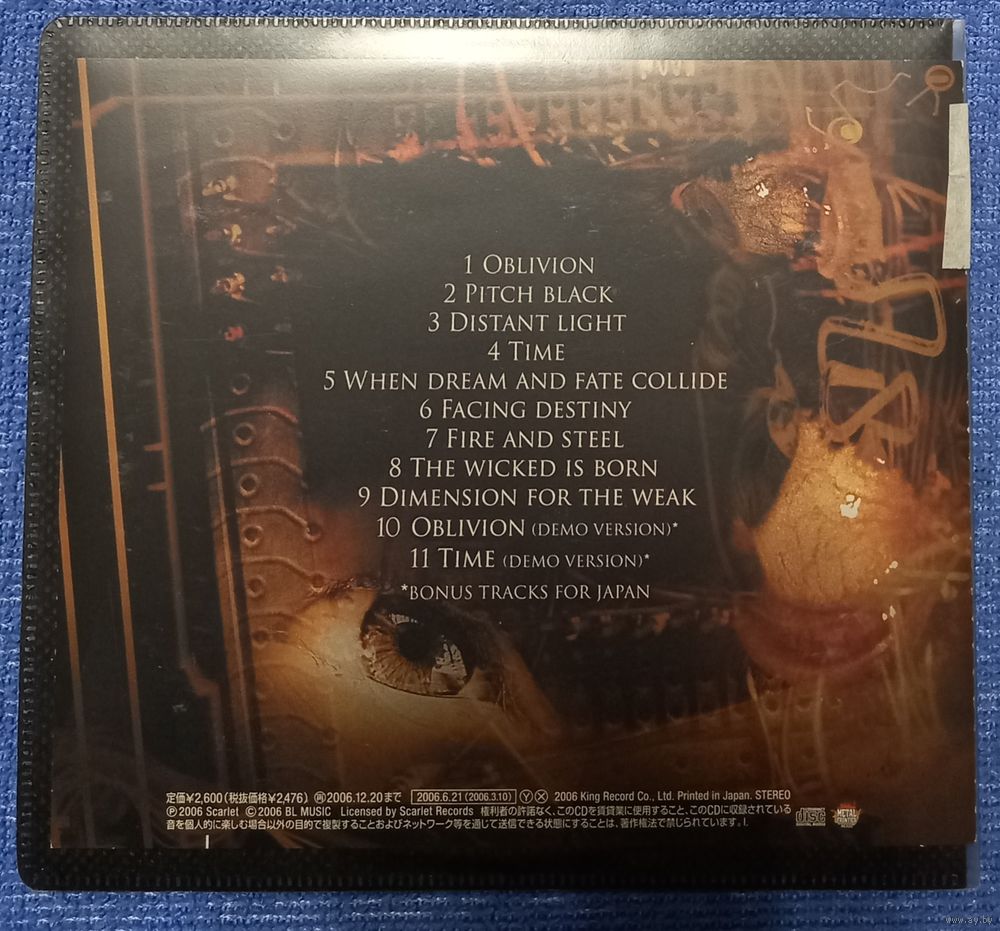 1 OBLIVION
2 PITCH BLACK
3 DISTANT LIGHT
4 TIME
5 WHEN DREAM AND FATE COLLIDE
6 FACING DESTINY
7 FIRE AND STEEL
8 THE WICKED IS BORN
9 DIMENSION FOR THE WEAK
10 OBLIVION (DEMO VERSION)*
11 TIME (DEMO VERSION)*
*BONUS TRACKS FOR JAPAN
定価¥2,600(税抜価格¥2,476) 2006.12.20まで 2006.6.21(2006.3.10) Ⓨ Ⓧ 2006 King Record Co., Ltd. Printed in Japan. STEREO
℗2006 Scarlet ©2006 BL MUSIC Licensed by Scarlet Records 権利者の許諾なく、このCDを賃貸業に使用すること、このCDに収録されている
音を個人的に楽しむ場合以外の目的で複製することおよびネットワーク等を通じて送信できる状態にすることは、著作権法で禁じられています。I.
DISC
METAL
www.ay.by